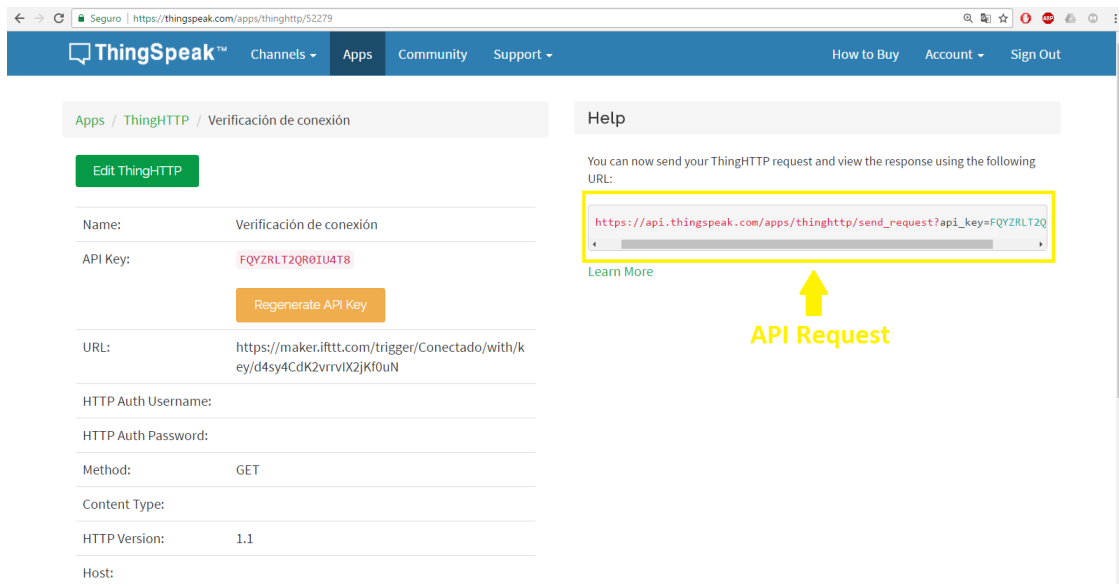 Seguro | https://thingspeak.com/apps/thinghttp/52279
ThingSpeak™ Channels Apps Community Support How to Buy Account Sign Out
Apps / ThingHTTP / Verificación de conexión
Edit ThingHTTP
Name: Verificación de conexión
API Key: FQYZRLT2QR0IU4T8
Regenerate API Key
URL: https://maker.ifttt.com/trigger/Conectado/with/k
ey/d4sy4CdK2vrrvIX2jKf0uN
HTTP Auth Username:
HTTP Auth Password:
Method: GET
Content Type:
HTTP Version: 1.1
Host:
Help
You can now send your ThingHTTP request and view the response using the following
URL:
https://api.thingspeak.com/apps/thinghttp/send_request?api_key=FQYZRLT2Q
Learn More
API Request